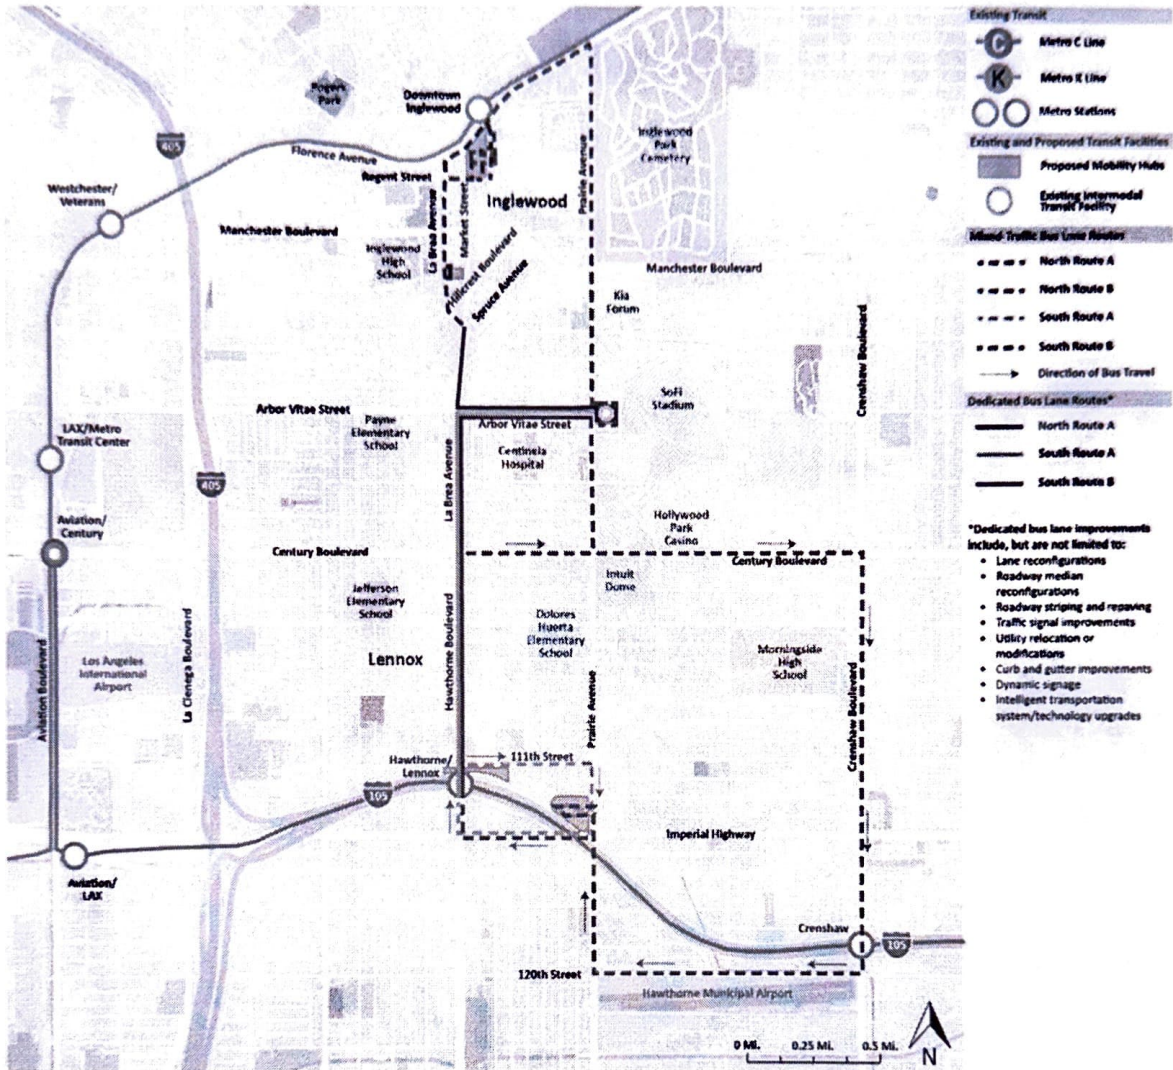 Existing Transit
C
Metro C Line
K
Metro K Line
Metro Stations
Existing and Proposed Transit Facilities
Proposed Mobility Hubs
Existing Intermodal
Transit Facility
Mixed-Traffic Bus Lane Routes
North Route A
North Route B
South Route A
South Route B
Direction of Bus Travel
Dedicated Bus Lane Routes*
North Route A
South Route A
South Route B
*Dedicated bus lane improvements
include, but are not limited to:
• Lane reconfigurations
• Roadway median
reconfigurations
• Roadway striping and repaving
• Traffic signal improvements
• Utility relocation or
modifications
• Curb and gutter improvements
• Dynamic signage
• Intelligent transportation
system/technology upgrades
Rogers
Park
Downtown
Inglewood
405
Florence Avenue
Inglewood
Park
Cemetery
Prairie Avenue
Regent Street
Westchester/
Veterans
La Brea Avenue
Market Street
Inglewood
Manchester Boulevard
Inglewood
High
School
Hillcrest Boulevard
Spruce Avenue
Manchester Boulevard
Kia
Forum
Crenshaw Boulevard
SoFi
Stadium
Arbor Vitae Street
Payne
Elementary
School
Arbor Vitae Street
LAX/Metro
Transit Center
Centinela
Hospital
405
La Brea Avenue
Aviation/
Century
Hollywood
Park
Casino
Century Boulevard
Century Boulevard
Intuit
Dome
Jefferson
Elementary
School
Dolores
Huerta
Elementary
School
Lennox
Hawthorne Boulevard
Morningside
High
School
Los Angeles
International
Airport
Aviation Boulevard
La Cienega Boulevard
Prairie Avenue
Crenshaw Boulevard
Hawthorne/
Lennox
111th Street
105
Imperial Highway
Aviation/
LAX
Crenshaw
105
120th Street
Hawthorne Municipal Airport
0 Mi.
0.25 Mi.
0.5 Mi.
N